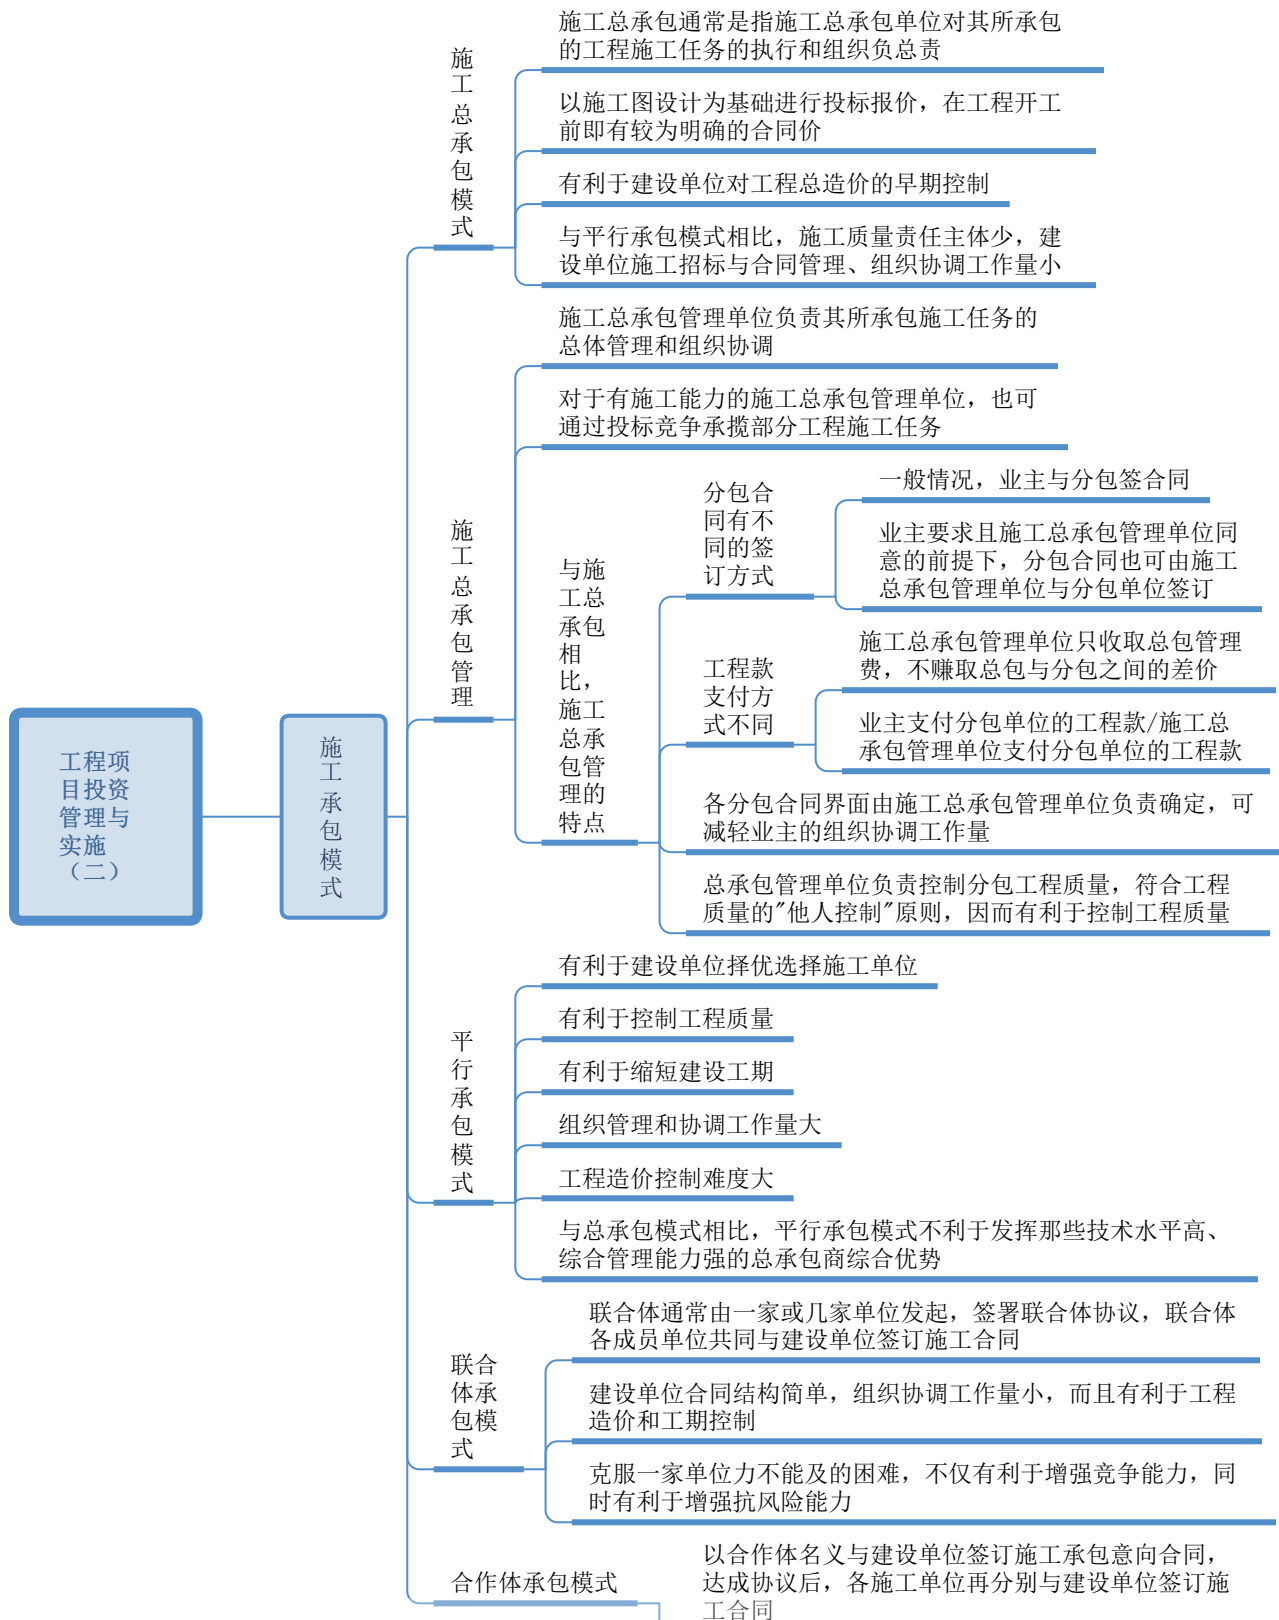 工程项
目投资
管理与
实施
（二）
施工承包模式
施工总承包模式
施工总承包通常是指施工总承包单位对其所承包
的工程施工任务的执行和组织负总责
以施工图设计为基础进行投标报价，在工程开工
前即有较为明确的合同价
有利于建设单位对工程总造价的早期控制
与平行承包模式相比，施工质量责任主体少，建
设单位施工招标与合同管理、组织协调工作量小
施工总承包管理
施工总承包管理单位负责其所承包施工任务的
总体管理和组织协调
对于有施工能力的施工总承包管理单位，也可
通过投标竞争承揽部分工程施工任务
与施
工总
承包
相
比，
施工
总承
包管
理的
特点
分包合
同有不
同的签
订方式
一般情况，业主与分包签合同
业主要求且施工总承包管理单位同
意的前提下，分包合同也可由施工
总承包管理单位与分包单位签订
工程款
支付方
式不同
施工总承包管理单位只收取总包管理
费，不赚取总包与分包之间的差价
业主支付分包单位的工程款/施工总
承包管理单位支付分包单位的工程款
各分包合同界面由施工总承包管理单位负责确定，可
减轻业主的组织协调工作量
总承包管理单位负责控制分包工程质量，符合工程
质量的"他人控制"原则，因而有利于控制工程质量
平行承包模式
有利于建设单位择优选择施工单位
有利于控制工程质量
有利于缩短建设工期
组织管理和协调工作量大
工程造价控制难度大
与总承包模式相比，平行承包模式不利于发挥那些技术水平高、
综合管理能力强的总承包商综合优势
联合
体承
包模
式
联合体通常由一家或几家单位发起，签署联合体协议，联合体
各成员单位共同与建设单位签订施工合同
建设单位合同结构简单，组织协调工作量小，而且有利于工程
造价和工期控制
克服一家单位力不能及的困难，不仅有利于增强竞争能力，同
时有利于增强抗风险能力
合作体承包模式
以合作体名义与建设单位签订施工承包意向合同，
达成协议后，各施工单位再分别与建设单位签订施
工合同